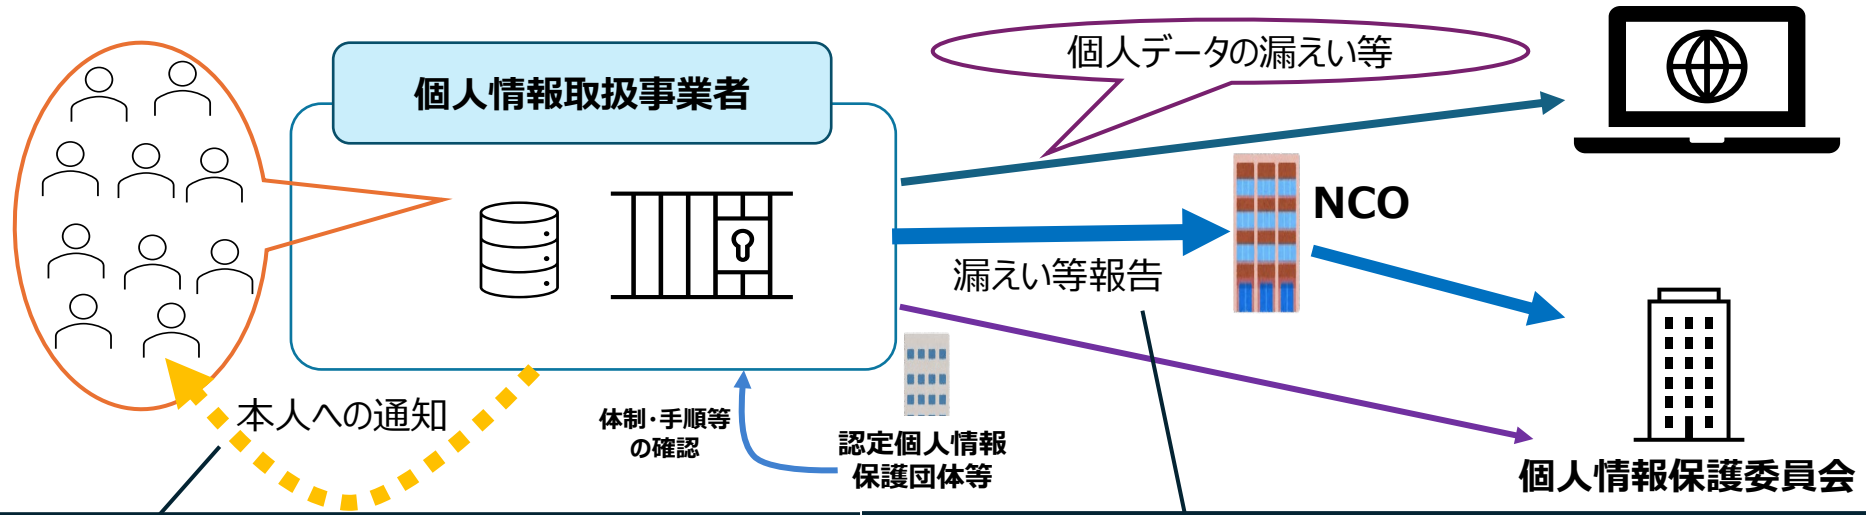 個人情報取扱事業者
個人データの漏えい等
NCO
漏えい等報告
本人への通知
体制・手順等
の確認
認定個人情報
保護団体等
個人情報保護委員会